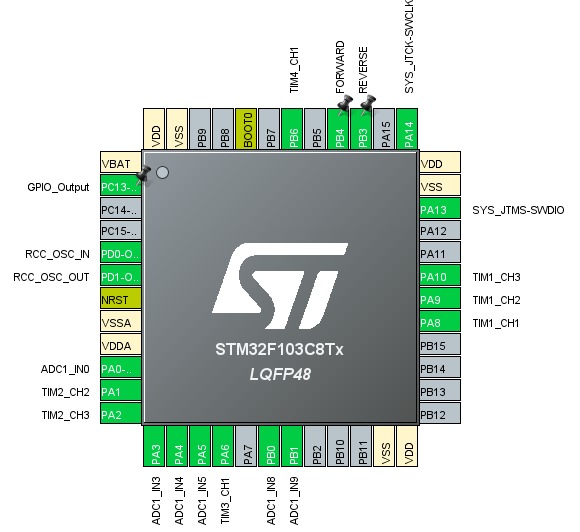 TIM4_CH1
FORWARD
REVERSE
SYS_JTCK-SWCLK
VDD
VSS
PB9
PB8
BOOT0
PB7
PB6
PB5
PB4
PB3
PA15
PA14
VBAT
GPIO_Output PC13-..
PC14-..
PC15-..
RCC_OSC_IN PD0-O..
RCC_OSC_OUT PD1-O..
NRST
VSSA
VDDA
ADC1_IN0 PA0-..
TIM2_CH2 PA1
TIM2_CH3 PA2
ST
STM32F103C8Tx
LQFP48
VDD
VSS
PA13 SYS_JTMS-SWDIO
PA12
PA11
PA10 TIM1_CH3
PA9 TIM1_CH2
PA8 TIM1_CH1
PB15
PB14
PB13
PB12
PA3
PA4
PA5
PA6
PA7
PB0
PB1
PB2
PB10
PB11
VSS
VDD
ADC1_IN3
ADC1_IN4
ADC1_IN5
TIM3_CH1
ADC1_IN8
ADC1_IN9